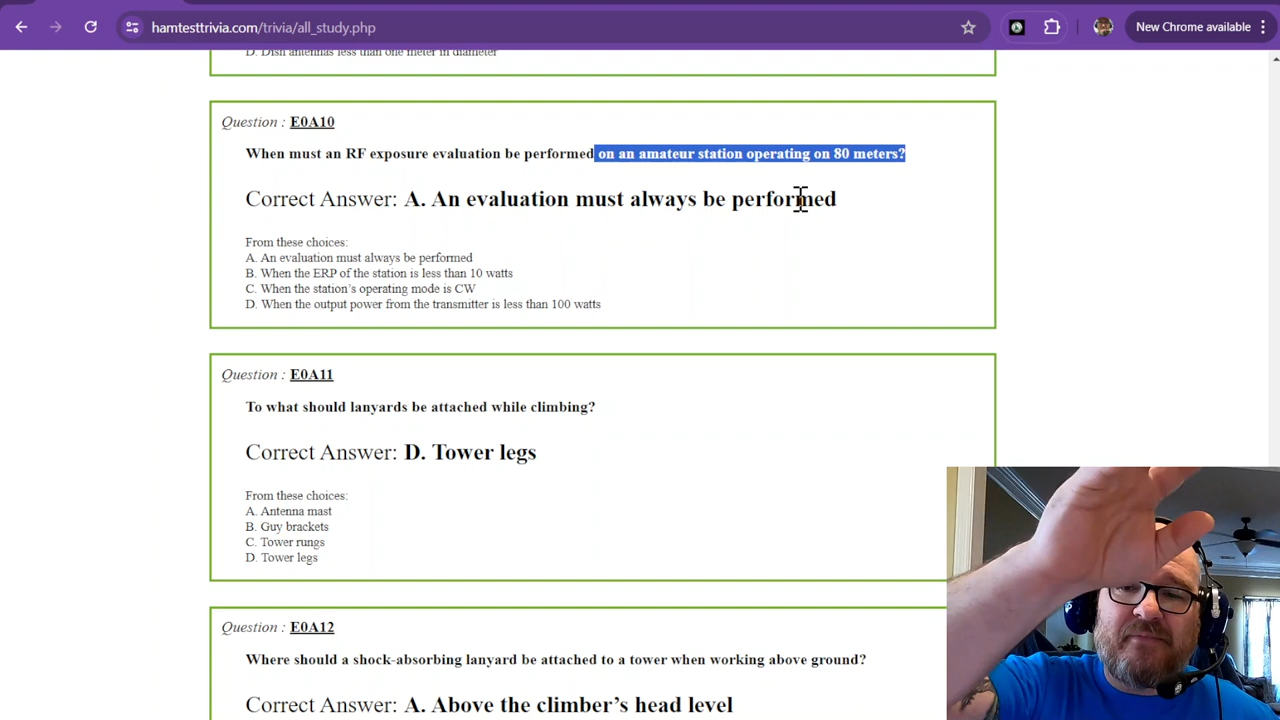 hamtesttrivia.com/trivia/all_study.php
New Chrome available
D. Dish antennas less than one meter in diameter
Question : E0A10
When must an RF exposure evaluation be performed on an amateur station operating on 80 meters?
Correct Answer: A. An evaluation must always be performed
From these choices:
A. An evaluation must always be performed
B. When the ERP of the station is less than 10 watts
C. When the station’s operating mode is CW
D. When the output power from the transmitter is less than 100 watts
Question : E0A11
To what should lanyards be attached while climbing?
Correct Answer: D. Tower legs
From these choices:
A. Antenna mast
B. Guy brackets
C. Tower rungs
D. Tower legs
Question : E0A12
Where should a shock-absorbing lanyard be attached to a tower when working above ground?
Correct Answer: A. Above the climber’s head level